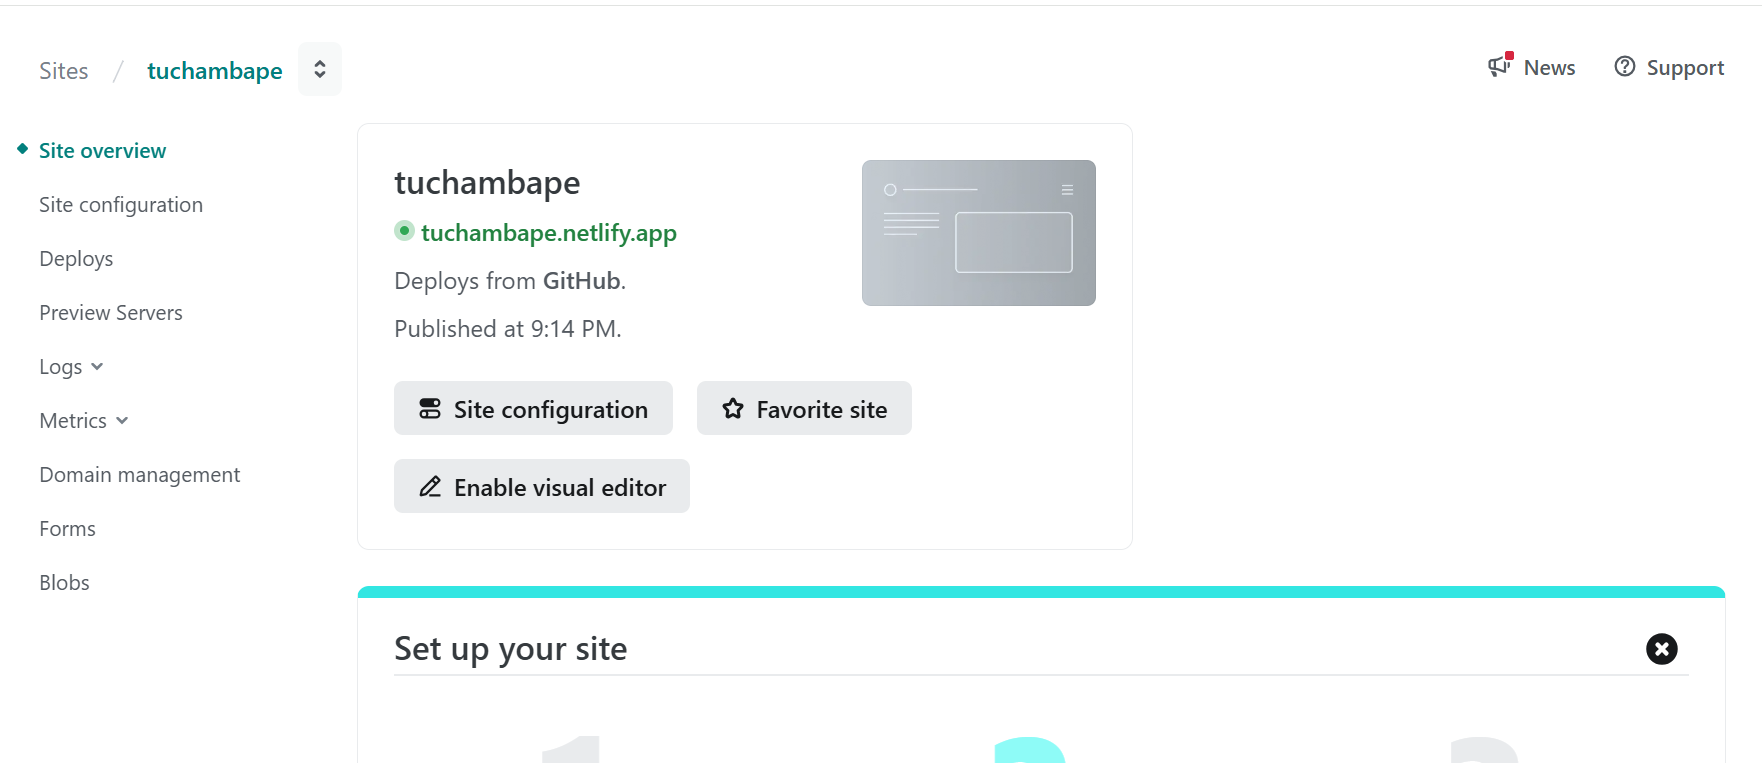 Sites / tuchambape
News
Support
Site overview
Site configuration
Deploys
Preview Servers
Logs
Metrics
Domain management
Forms
Blobs
tuchambape
tuchambape.netlify.app
Deploys from GitHub.
Published at 9:14 PM.
Site configuration
Favorite site
Enable visual editor
Set up your site